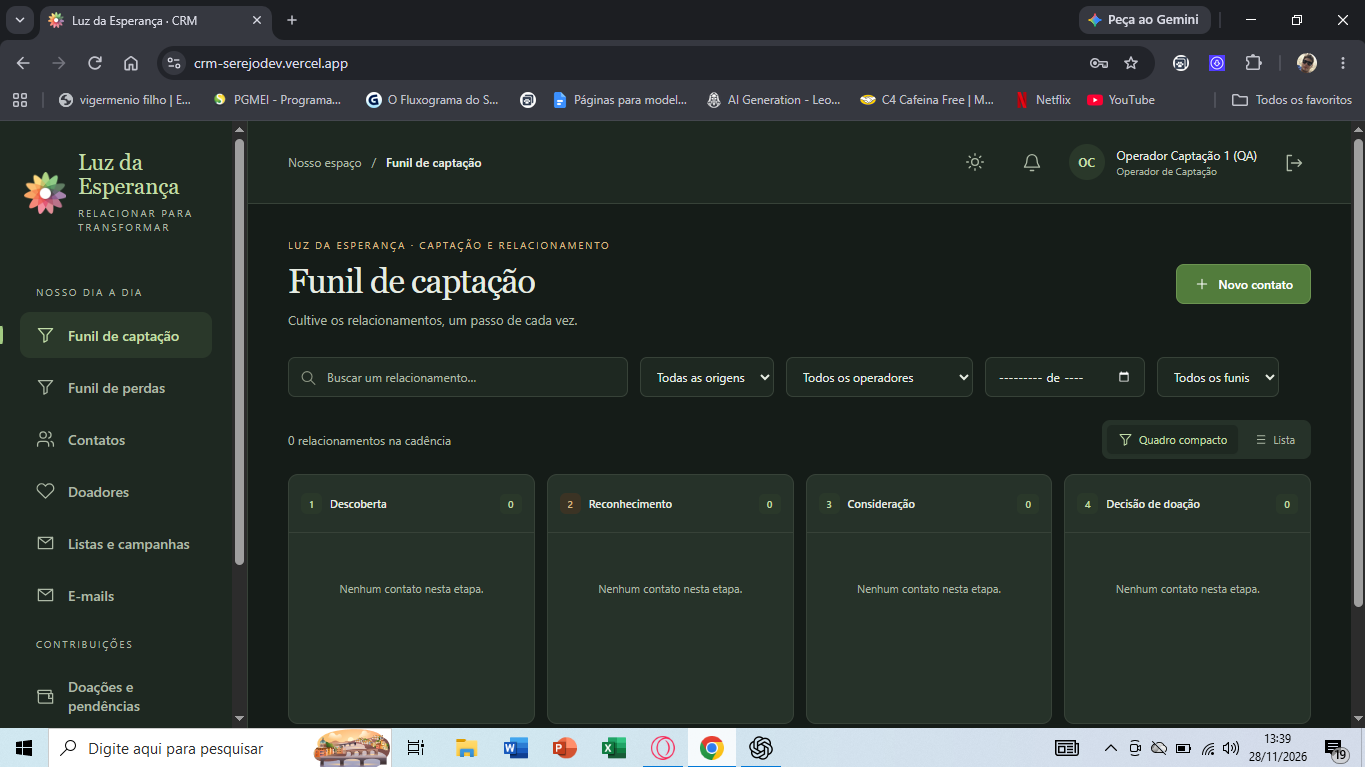 Luz da Esperança · CRM
Peça ao Gemini
crm-serejodev.vercel.app
vigermenio filho | E...
PGMEI - Programa...
O Fluxograma do S...
Páginas para model...
AI Generation - Leo...
C4 Cafeina Free | M...
Netflix
YouTube
Todos os favoritos
Luz da
Esperança
RELACIONAR PARA
TRANSFORMAR
NOSSO DIA A DIA
Funil de captação
Funil de perdas
Contatos
Doadores
Listas e campanhas
E-mails
CONTRIBUIÇÕES
Doações e
pendências
Nosso espaço / Funil de captação
OC
Operador Captação 1 (QA)
Operador de Captação
LUZ DA ESPERANÇA · CAPTAÇÃO E RELACIONAMENTO
Funil de captação
Cultive os relacionamentos, um passo de cada vez.
+ Novo contato
Buscar um relacionamento...
Todas as origens
Todos os operadores
--------- de ----
Todos os funis
0 relacionamentos na cadência
Quadro compacto
Lista
1 Descoberta 0
Nenhum contato nesta etapa.
2 Reconhecimento 0
Nenhum contato nesta etapa.
3 Consideração 0
Nenhum contato nesta etapa.
4 Decisão de doação 0
Nenhum contato nesta etapa.
Digite aqui para pesquisar
13:39
28/11/2026
19